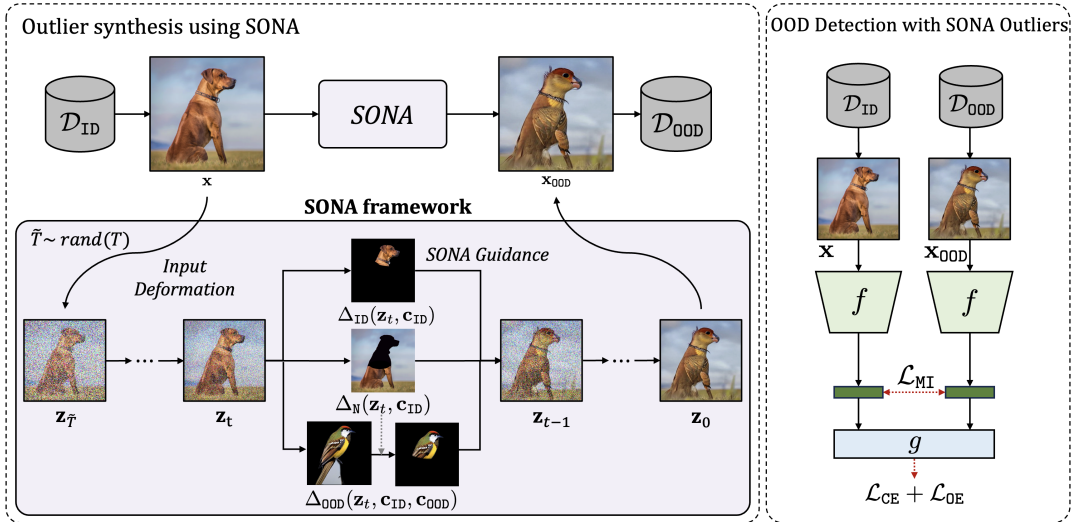 Outlier synthesis using SONA
𝒟_ID
SONA
𝒟_OOD
x
x_OOD
SONA framework
T̃ ~ rand(T)
Input
Deformation
SONA Guidance
Δ_ID(z_t, c_ID)
Δ_N(z_t, c_ID)
Δ_OOD(z_t, c_ID, c_OOD)
z_T̃
...
z_t
z_{t−1}
...
z_0
OOD Detection with SONA Outliers
𝒟_ID
𝒟_OOD
x
x_OOD
f
f
ℒ_MI
g
ℒ_CE + ℒ_OE